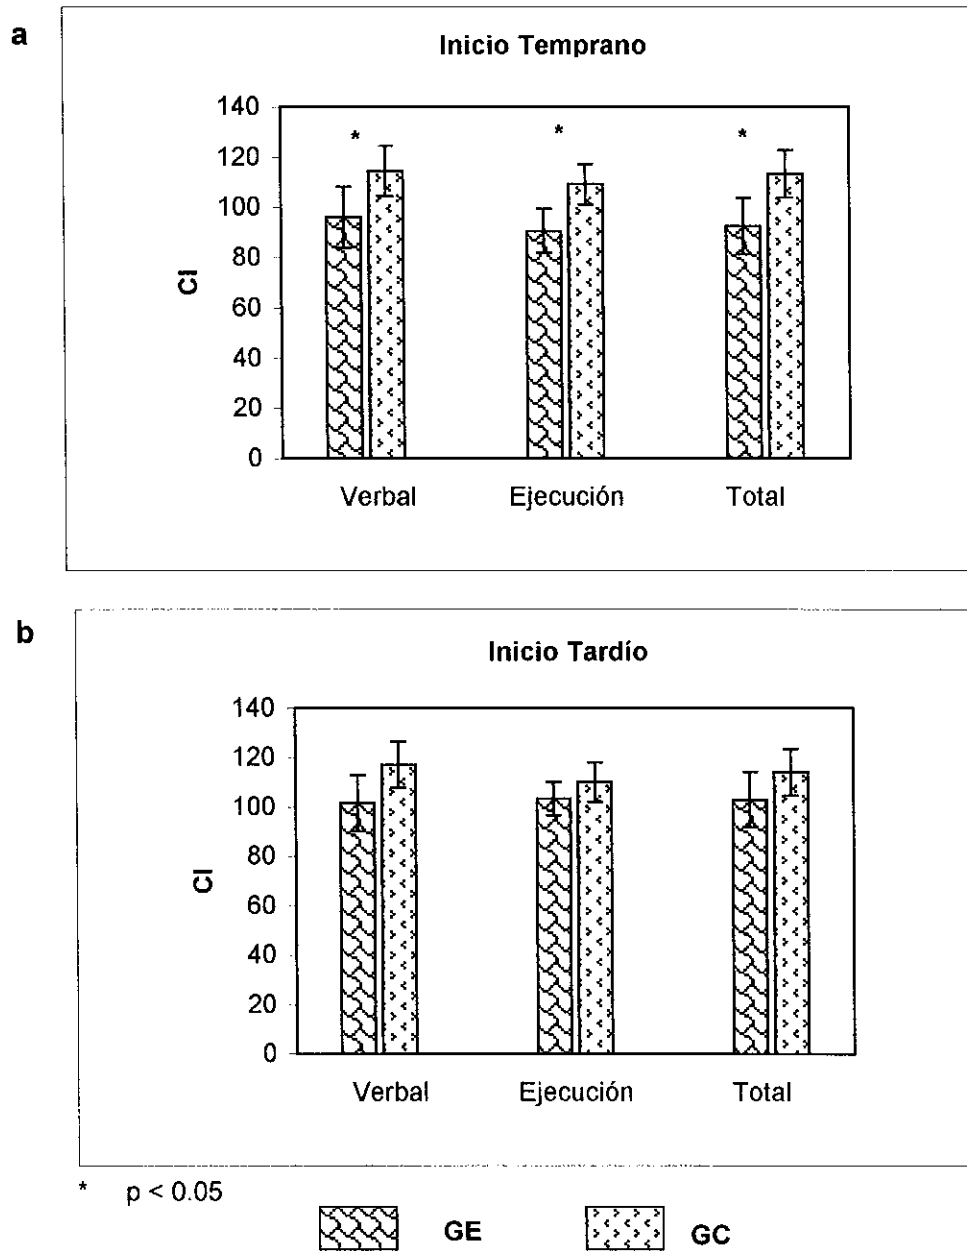 a
Inicio Temprano
140
120
100
80
60
40
20
0
CI
* * *
Verbal Ejecución Total
b
Inicio Tardío
140
120
100
80
60
40
20
0
CI
Verbal Ejecución Total
* p < 0.05
GE GC